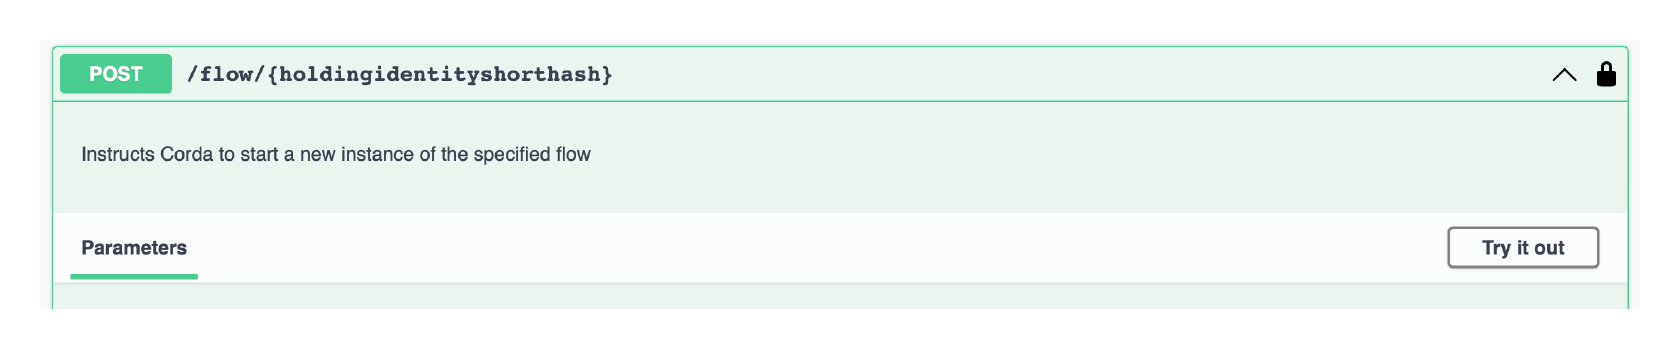 POST /flow/{holdingidentityshorthash}
Instructs Corda to start a new instance of the specified flow
Parameters Try it out